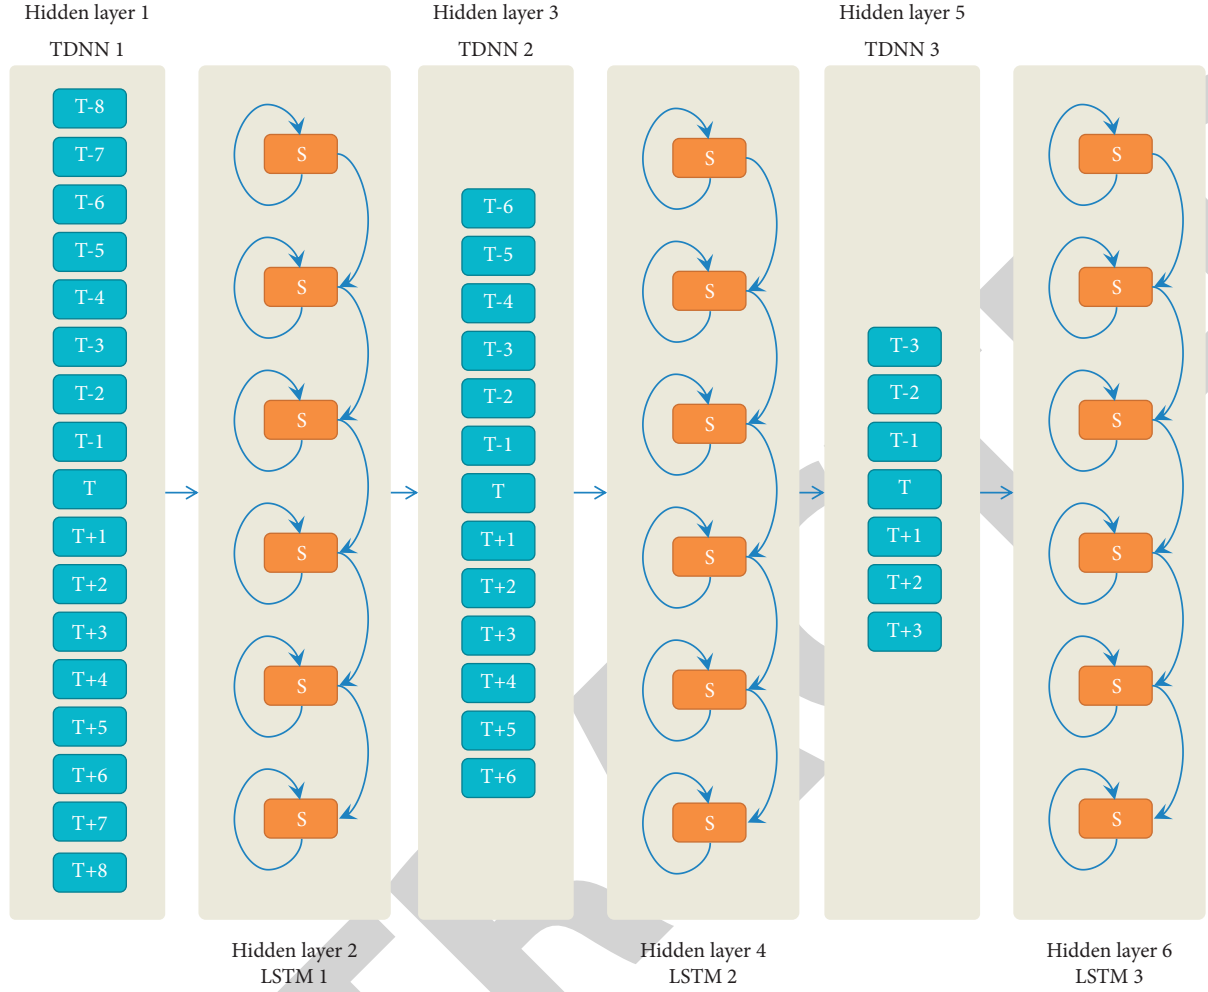 Hidden layer 1
TDNN 1
T-8
T-7
T-6
T-5
T-4
T-3
T-2
T-1
T
T+1
T+2
T+3
T+4
T+5
T+6
T+7
T+8
S
S
S
S
S
S
Hidden layer 2
LSTM 1
Hidden layer 3
TDNN 2
T-6
T-5
T-4
T-3
T-2
T-1
T
T+1
T+2
T+3
T+4
T+5
T+6
S
S
S
S
S
S
Hidden layer 4
LSTM 2
Hidden layer 5
TDNN 3
T-3
T-2
T-1
T
T+1
T+2
T+3
S
S
S
S
S
S
Hidden layer 6
LSTM 3